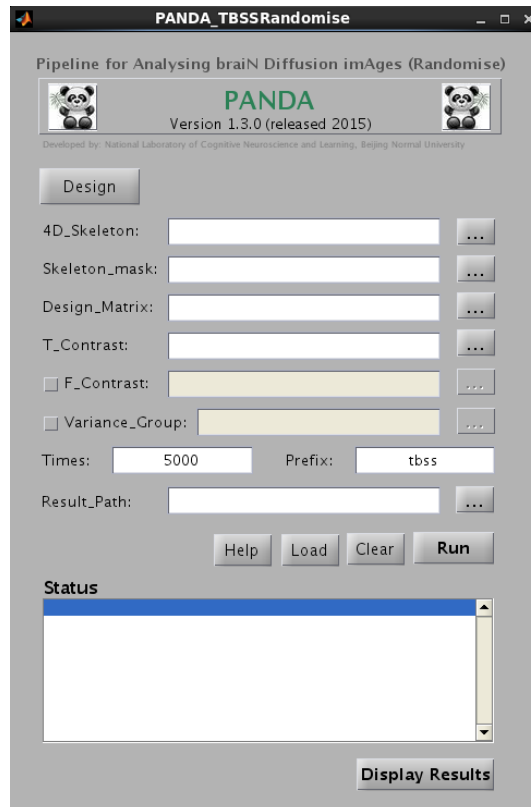 PANDA_TBSSRandomise
Pipeline for Analysing braiN Diffusion imAges (Randomise)
PANDA
Version 1.3.0 (released 2015)
Developed by: National Laboratory of Cognitive Neuroscience and Learning, Beijing Normal University
Design
4D_Skeleton: ...
Skeleton_mask: ...
Design_Matrix: ...
T_Contrast: ...
F_Contrast: ...
Variance_Group: ...
Times: 5000 Prefix: tbss
Result_Path: ...
Help Load Clear Run
Status
Display Results